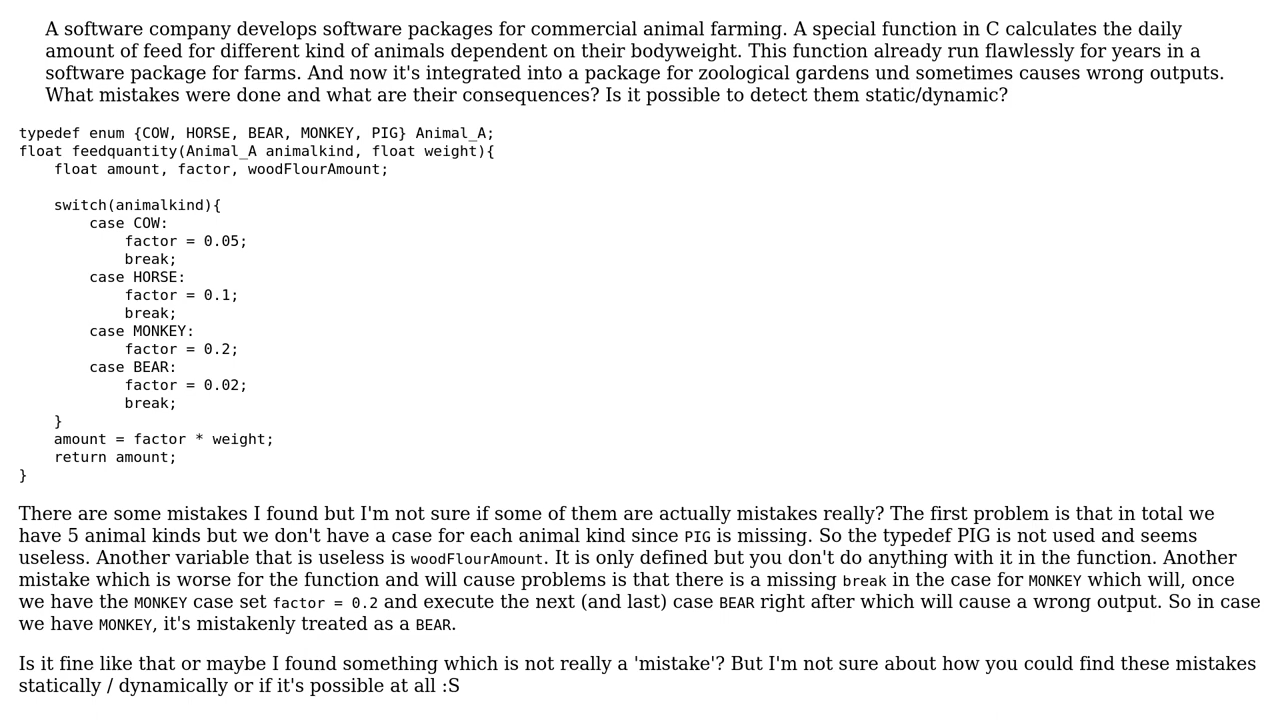 A software company develops software packages for commercial animal farming. A special function in C calculates the daily
amount of feed for different kind of animals dependent on their bodyweight. This function already run flawlessly for years in a
software package for farms. And now it's integrated into a package for zoological gardens und sometimes causes wrong outputs.
What mistakes were done and what are their consequences? Is it possible to detect them static/dynamic?
typedef enum {COW, HORSE, BEAR, MONKEY, PIG} Animal_A;
float feedquantity(Animal_A animalkind, float weight){
    float amount, factor, woodFlourAmount;
    switch(animalkind){
        case COW:
            factor = 0.05;
            break;
        case HORSE:
            factor = 0.1;
            break;
        case MONKEY:
            factor = 0.2;
        case BEAR:
            factor = 0.02;
            break;
    }
    amount = factor * weight;
    return amount;
}
There are some mistakes I found but I'm not sure if some of them are actually mistakes really? The first problem is that in total we
have 5 animal kinds but we don't have a case for each animal kind since PIG is missing. So the typedef PIG is not used and seems
useless. Another variable that is useless is woodFlourAmount. It is only defined but you don't do anything with it in the function. Another
mistake which is worse for the function and will cause problems is that there is a missing break in the case for MONKEY which will, once
we have the MONKEY case set factor = 0.2 and execute the next (and last) case BEAR right after which will cause a wrong output. So in case
we have MONKEY, it's mistakenly treated as a BEAR.
Is it fine like that or maybe I found something which is not really a 'mistake'? But I'm not sure about how you could find these mistakes
statically / dynamically or if it's possible at all :S